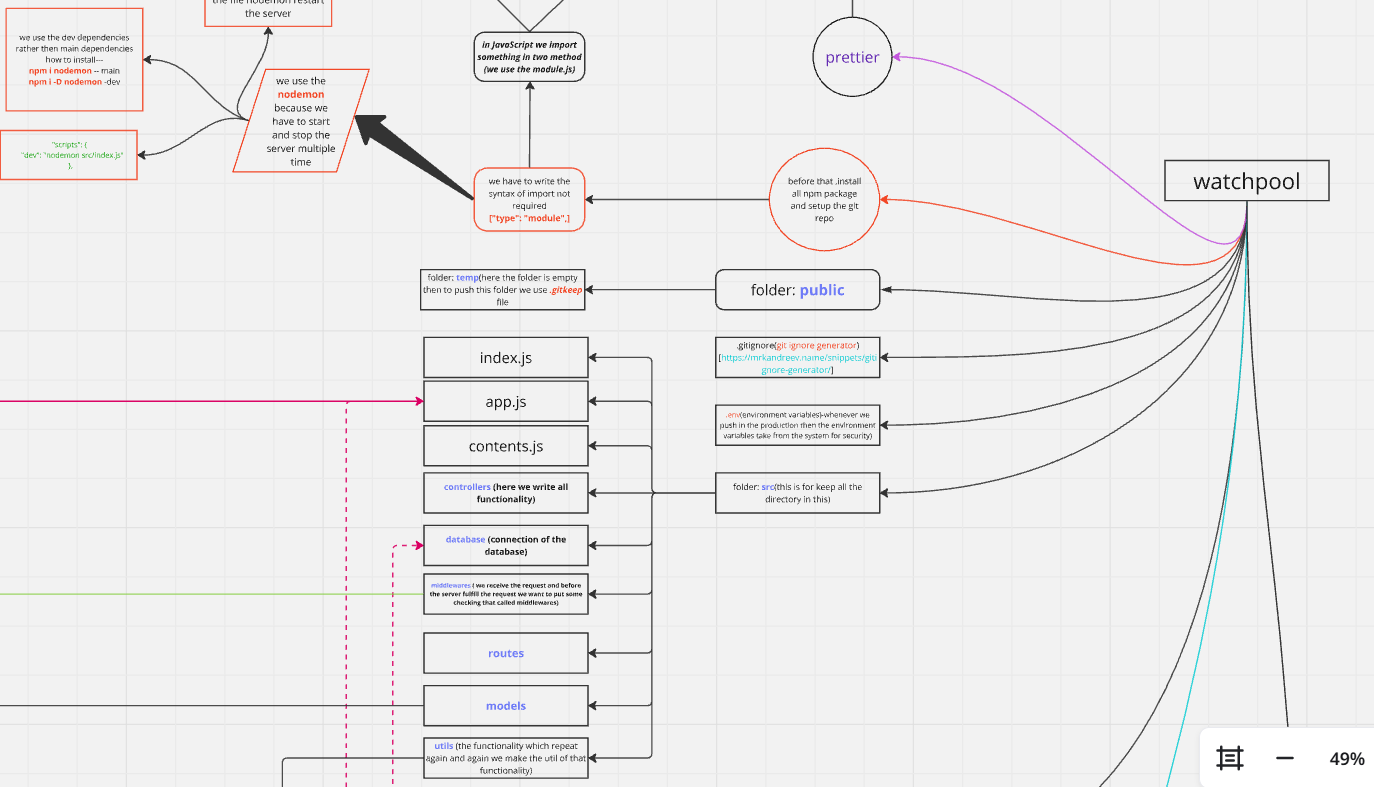 the file nodemon restart
the server
we use the dev dependencies
rather then main dependencies
how to install---
npm i nodemon -- main
npm i -D nodemon -dev
"scripts": {
"dev": "nodemon src/index.js"
},
we use the
nodemon
because we
have to start
and stop the
server multiple
time
in JavaScript we import
something in two method
(we use the module.js)
we have to write the
syntax of import not
required
["type": "module",]
prettier
before that .install
all npm package
and setup the git
repo
watchpool
folder: temp(here the folder is empty
then to push this folder we use .gitkeep
file
folder: public
index.js
app.js
contents.js
controllers (here we write all
functionality)
database (connection of the
database)
middlewares ( we receive the request and before
the server fulfill the request we want to put some
checking that called middlewares)
routes
models
utils (the functionality which repeat
again and again we make the util of that
functionality)
.gitignore(git ignore generator)
[https://mrkandreev.name/snippets/giti
gnore-generator/]
.env(environment variables)-whenever we
push in the production then the environment
variables take from the system for security)
folder: src(this is for keep all the
directory in this)
49%